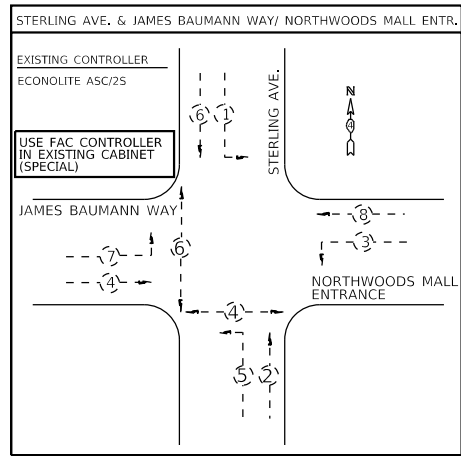 STERLING AVE. & JAMES BAUMANN WAY/ NORTHWOODS MALL ENTR.
EXISTING CONTROLLER
ECONOLITE ASC/2S
USE FAC CONTROLLER
IN EXISTING CABINET
(SPECIAL)
6 1
STERLING AVE.
N
4
JAMES BAUMANN WAY
8
7
6
3
4
NORTHWOODS MALL
ENTRANCE
4
5 2